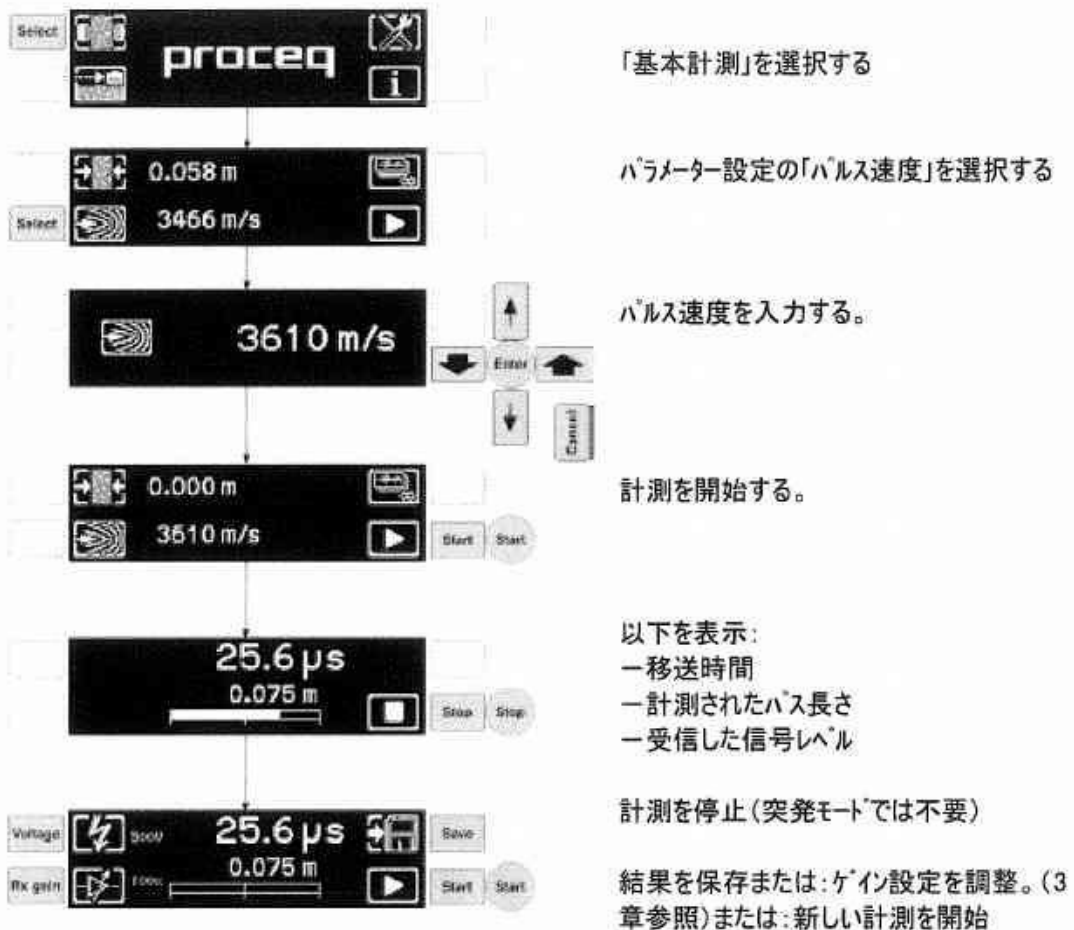 Select
proceq
i
「基本計測」を選択する
0.058 m
パラメーター設定の「パルス速度」を選択する
Select
3466 m/s
3610 m/s
Enter
Cancel
パルス速度を入力する。
0.000 m
計測を開始する。
3610 m/s
Start
Start
25.6 μs
0.075 m
Stop
Stop
以下を表示:
ー移送時間
ー計測されたパス長さ
ー受信した信号レベル
計測を停止(突発モードでは不要)
Voltage
25.6 μs
Save
Rx gain
0.075 m
Start
Start
結果を保存または:ゲイン設定を調整。(3
章参照)または:新しい計測を開始